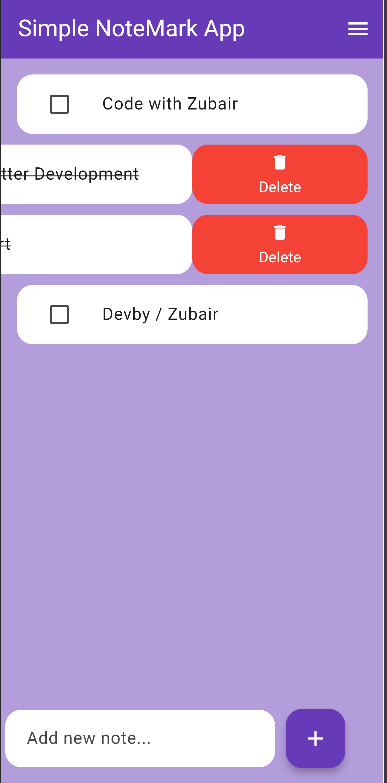 Simple NoteMark App
Code with Zubair
tter Development
Delete
rt
Delete
Devby / Zubair
Add new note...